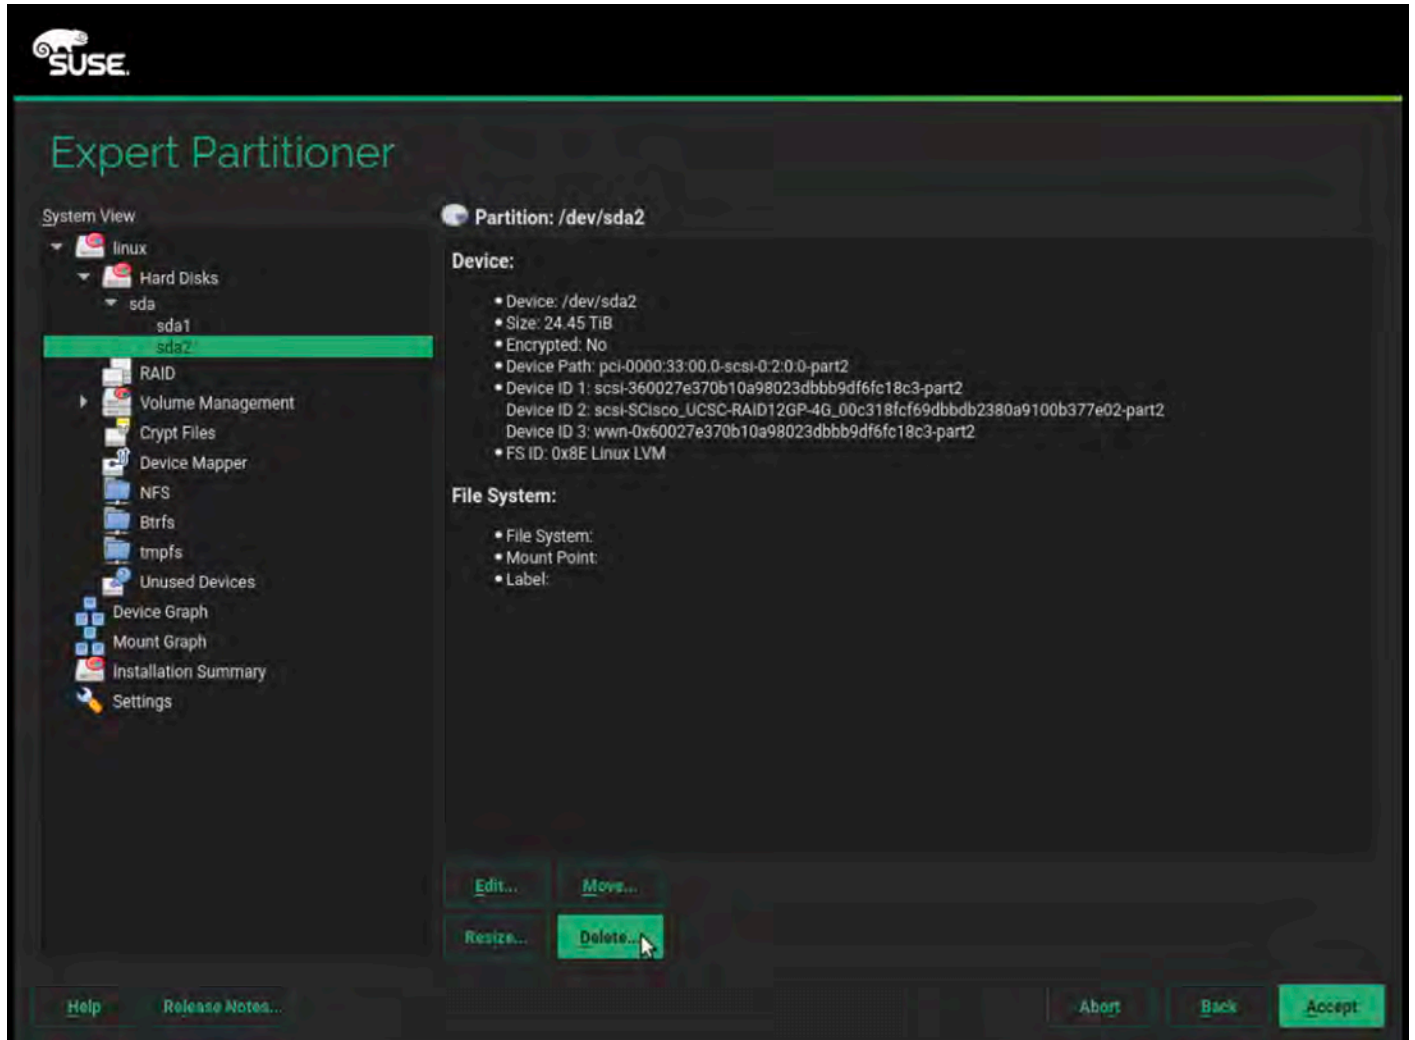 SUSE.
Expert Partitioner
System View
linux
Hard Disks
sda
sda1
sda2
RAID
Volume Management
Crypt Files
Device Mapper
NFS
Btrfs
tmpfs
Unused Devices
Device Graph
Mount Graph
Installation Summary
Settings
Partition: /dev/sda2
Device:
• Device: /dev/sda2
• Size: 24.45 TiB
• Encrypted: No
• Device Path: pci-0000:33:00.0-scsi-0:2:0:0-part2
• Device ID 1: scsi-360027e370b10a98023dbbb9df6fc18c3-part2
Device ID 2: scsi-SCisco_UCSC-RAID12GP-4G_00c318fcf69dbbdb2380a9100b377e02-part2
Device ID 3: wwn-0x60027e370b10a98023dbbb9df6fc18c3-part2
• FS ID: 0x8E Linux LVM
File System:
• File System:
• Mount Point:
• Label:
Edit...
Move...
Resize...
Delete...
Help
Release Notes...
Abort
Back
Accept